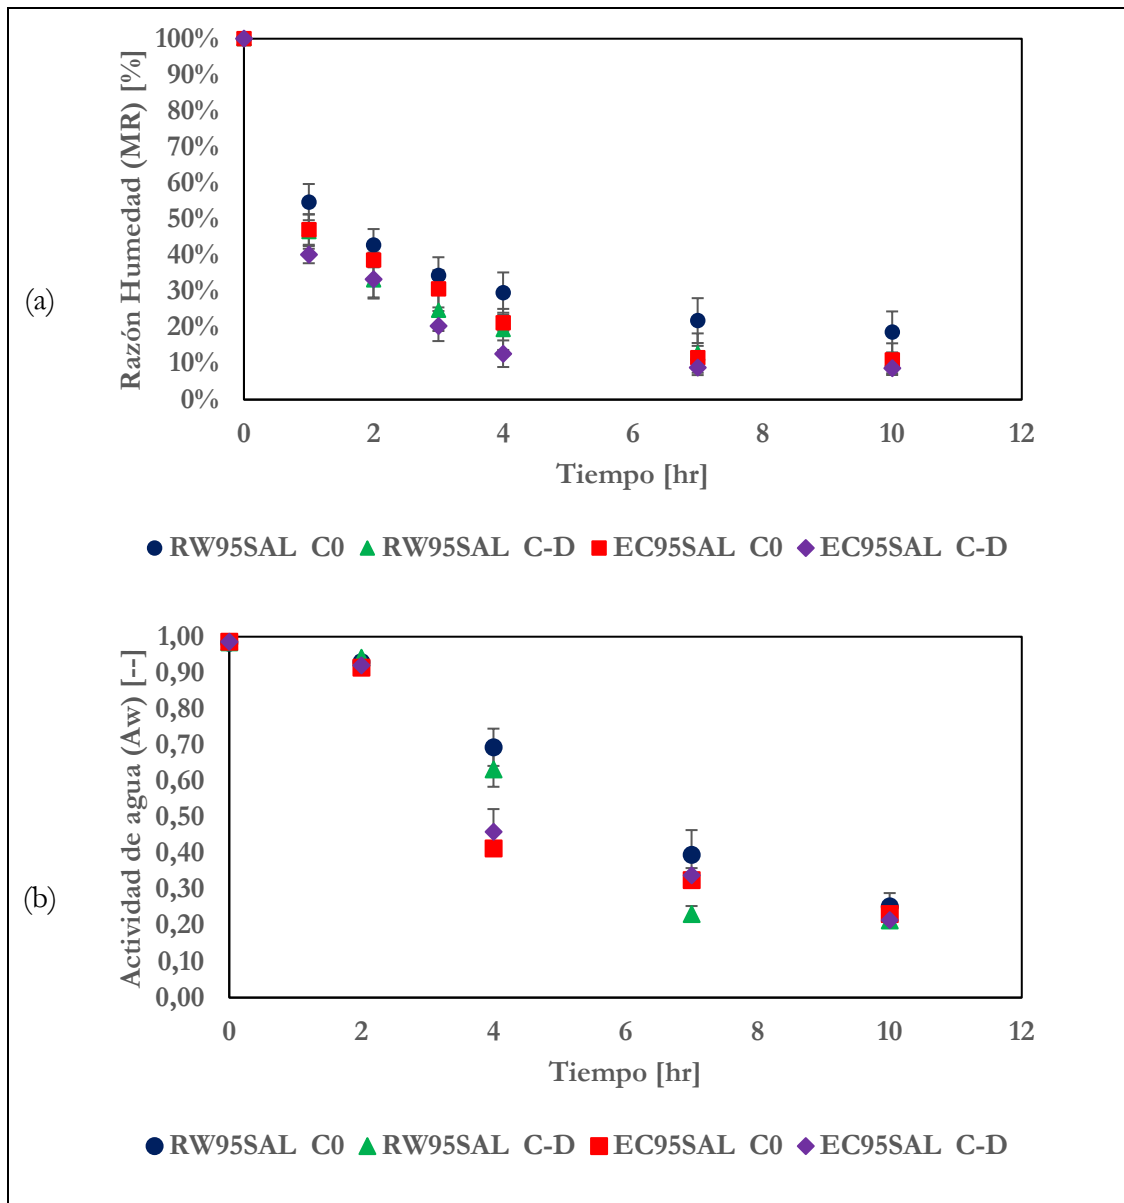 (a)
Razón Humedad (MR) [%]
100%
90%
80%
70%
60%
50%
40%
30%
20%
10%
0%
0 2 4 6 8 10 12
Tiempo [hr]
RW95SAL C0 RW95SAL C-D EC95SAL C0 EC95SAL C-D
(b)
Actividad de agua (Aw) [--]
1,00
0,90
0,80
0,70
0,60
0,50
0,40
0,30
0,20
0,10
0,00
0 2 4 6 8 10 12
Tiempo [hr]
RW95SAL C0 RW95SAL C-D EC95SAL C0 EC95SAL C-D